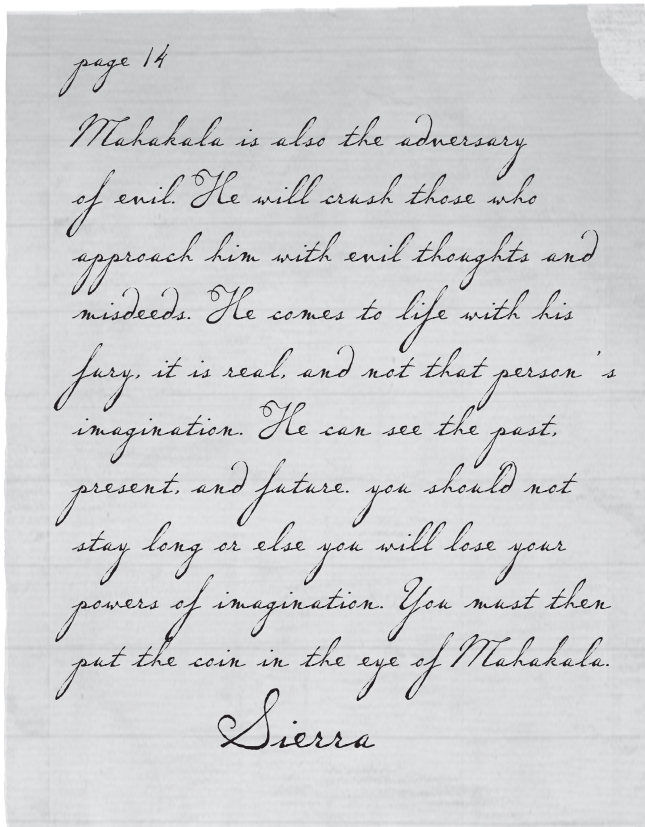 page 14
Mahakala is also the adversary
of evil. He will crush those who
approach him with evil thoughts and
misdeeds. He comes to life with his
fury, it is real, and not that person's
imagination. He can see the past,
present, and future. you should not
stay long or else you will lose your
powers of imagination. You must then
put the coin in the eye of Mahakala.
Sierra